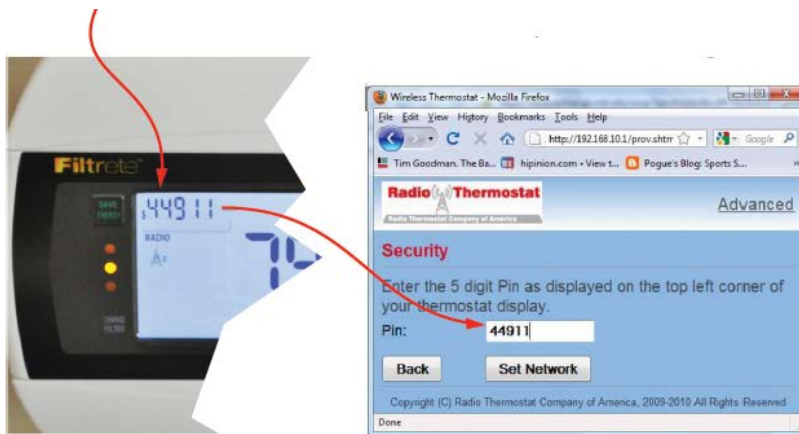 Filtrete
SAVE
ENERGY
$44911
RADIO
CHANGE
FILTER
Wireless Thermostat - Mozilla Firefox
File Edit View History Bookmarks Tools Help
http://192.168.10.1/prov.shtm
Google
Tim Goodman. The Ba...
hipinion.com • View t...
Pogue's Blog: Sports S...
Radio Thermostat
Radio Thermostat Company of America
Advanced
Security
Enter the 5 digit Pin as displayed on the top left corner of
your thermostat display.
Pin: 44911
Back Set Network
Copyright (C) Radio Thermostat Company of America, 2009-2010 All Rights Reserved
Done